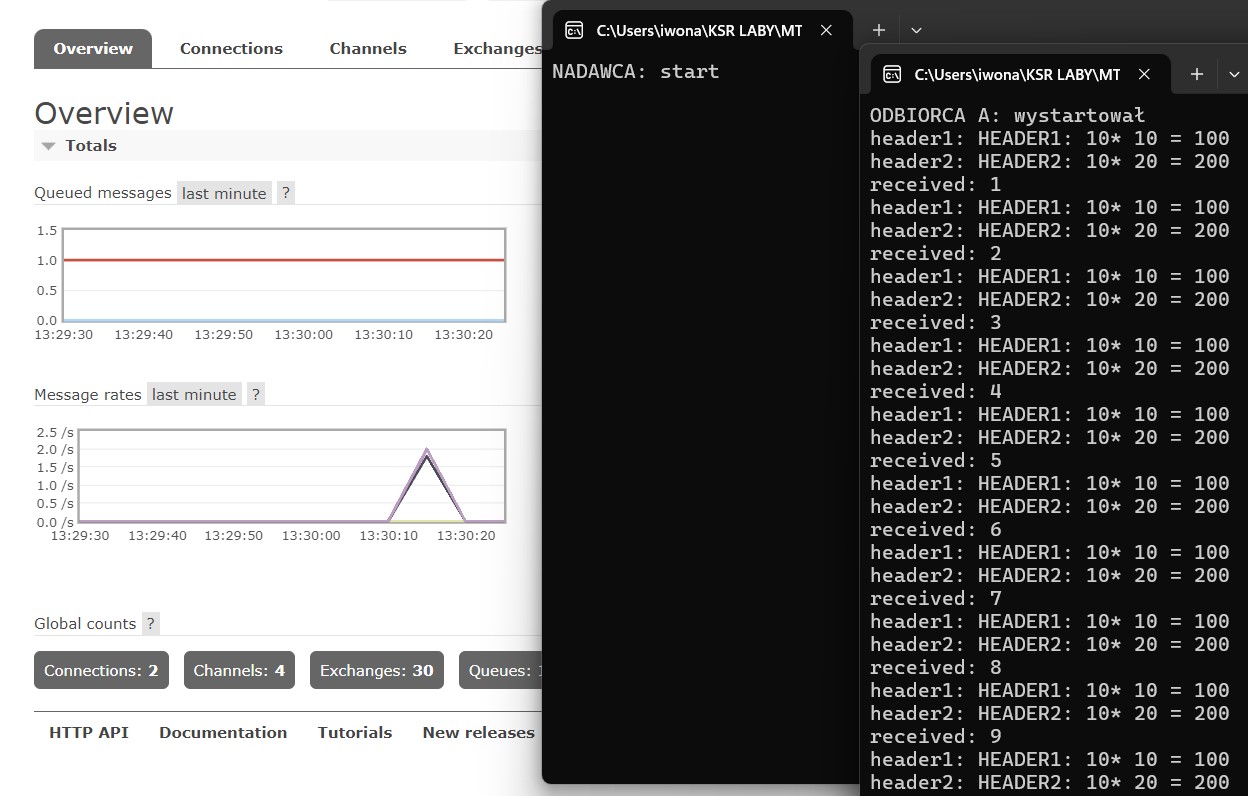 Overview Connections Channels Exchanges
Overview
Totals
Queued messages last minute ?
1.5
1.0
0.5
0.0
13:29:30 13:29:40 13:29:50 13:30:00 13:30:10 13:30:20
Message rates last minute ?
2.5 /s
2.0 /s
1.5 /s
1.0 /s
0.5 /s
0.0 /s
13:29:30 13:29:40 13:29:50 13:30:00 13:30:10 13:30:20
Global counts ?
Connections: 2 Channels: 4 Exchanges: 30 Queues:
HTTP API Documentation Tutorials New releases
C:\Users\iwona\KSR LABY\MT
NADAWCA: start
C:\Users\iwona\KSR LABY\MT
ODBIORCA A: wystartował
header1: HEADER1: 10* 10 = 100
header2: HEADER2: 10* 20 = 200
received: 1
header1: HEADER1: 10* 10 = 100
header2: HEADER2: 10* 20 = 200
received: 2
header1: HEADER1: 10* 10 = 100
header2: HEADER2: 10* 20 = 200
received: 3
header1: HEADER1: 10* 10 = 100
header2: HEADER2: 10* 20 = 200
received: 4
header1: HEADER1: 10* 10 = 100
header2: HEADER2: 10* 20 = 200
received: 5
header1: HEADER1: 10* 10 = 100
header2: HEADER2: 10* 20 = 200
received: 6
header1: HEADER1: 10* 10 = 100
header2: HEADER2: 10* 20 = 200
received: 7
header1: HEADER1: 10* 10 = 100
header2: HEADER2: 10* 20 = 200
received: 8
header1: HEADER1: 10* 10 = 100
header2: HEADER2: 10* 20 = 200
received: 9
header1: HEADER1: 10* 10 = 100
header2: HEADER2: 10* 20 = 200